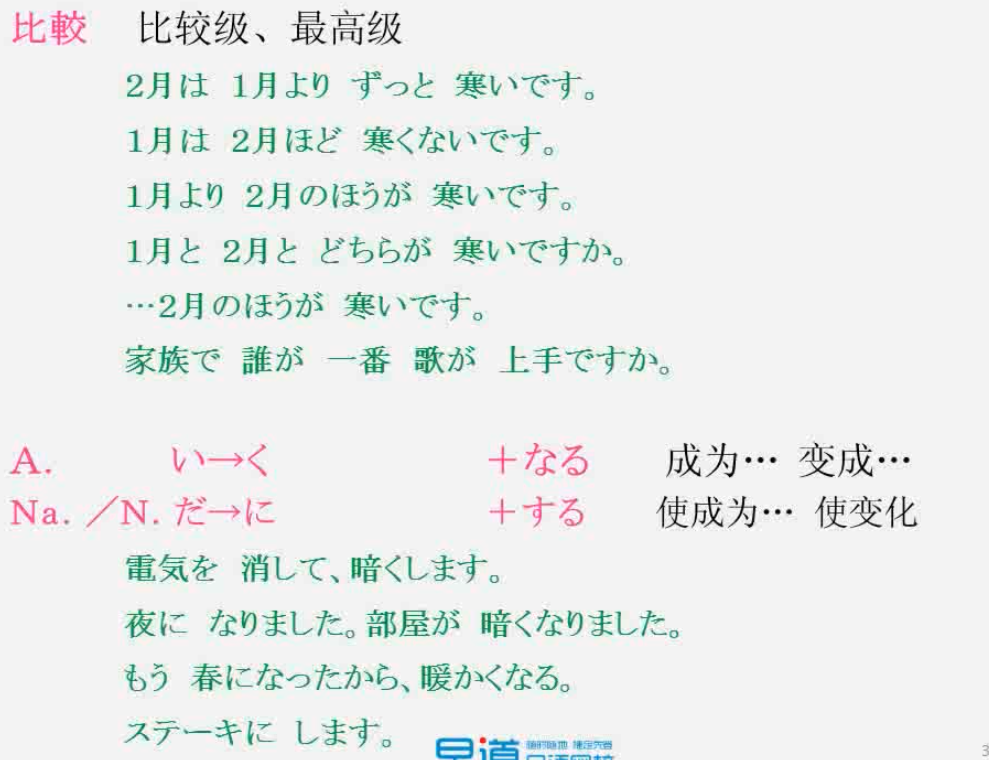 比較 比较级、最高级
2月は 1月より ずっと 寒いです。
1月は 2月ほど 寒くないです。
1月より 2月のほうが 寒いです。
1月と 2月と どちらが 寒いですか。
…2月のほうが 寒いです。
家族で 誰が 一番 歌が 上手ですか。
A. い→く ＋なる 成为… 变成…
Na. ／N. だ→に ＋する 使成为… 使变化
電気を 消して、暗くします。
夜に なりました。部屋が 暗くなりました。
もう 春になったから、暖かくなる。
ステーキに します。
早道
3